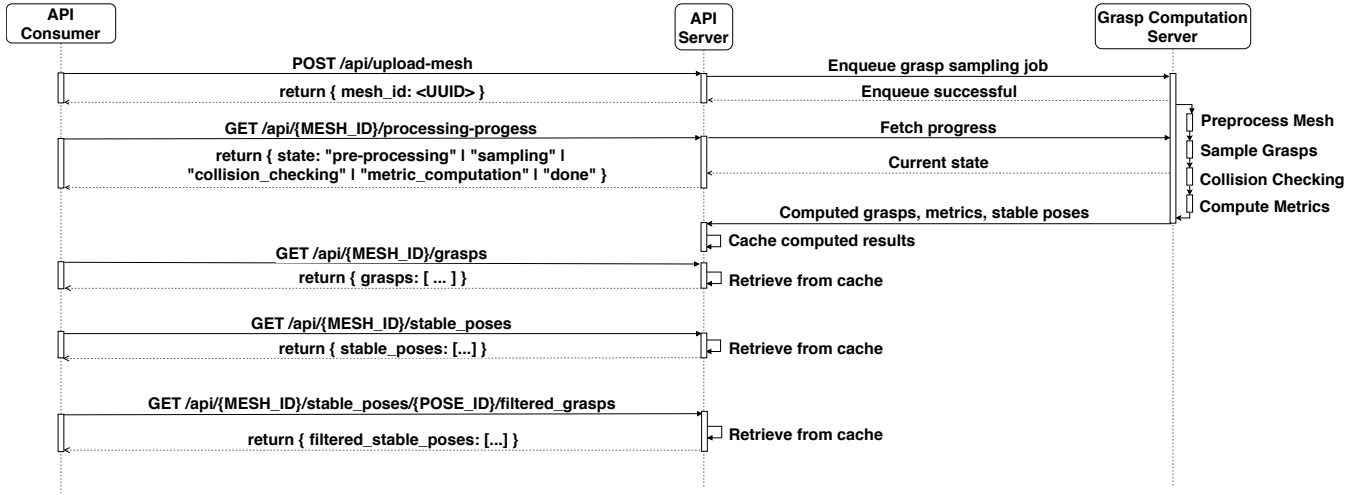 API
Consumer
API
Server
Grasp Computation
Server
POST /api/upload-mesh
Enqueue grasp sampling job
return { mesh_id: <UUID> }
Enqueue successful
Preprocess Mesh
GET /api/{MESH_ID}/processing-progess
Fetch progress
Sample Grasps
return { state: "pre-processing" | "sampling" |
"collision_checking" | "metric_computation" | "done" }
Current state
Collision Checking
Compute Metrics
Computed grasps, metrics, stable poses
Cache computed results
GET /api/{MESH_ID}/grasps
return { grasps: [ ... ] }
Retrieve from cache
GET /api/{MESH_ID}/stable_poses
return { stable_poses: [...] }
Retrieve from cache
GET /api/{MESH_ID}/stable_poses/{POSE_ID}/filtered_grasps
return { filtered_stable_poses: [...] }
Retrieve from cache